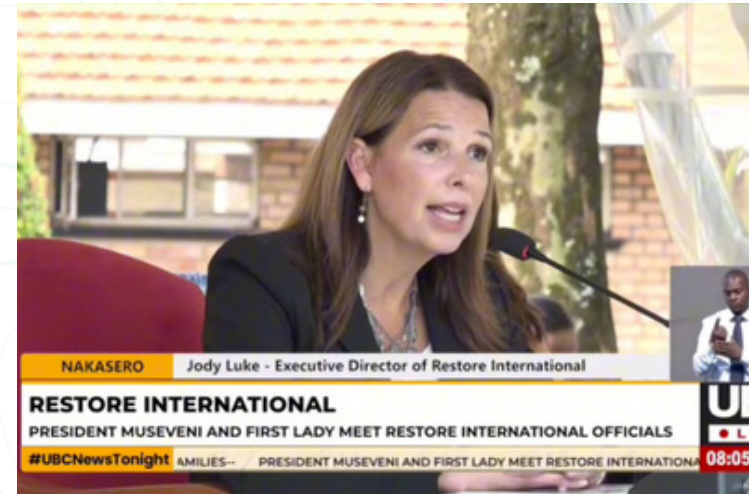 NAKASERO Jody Luke - Executive Director of Restore International
RESTORE INTERNATIONAL
PRESIDENT MUSEVENI AND FIRST LADY MEET RESTORE INTERNATIONAL OFFICIALS
#UBCNewsTonight AMILIES-- PRESIDENT MUSEVENI AND FIRST LADY MEET RESTORE INTERNATIONA
08:05